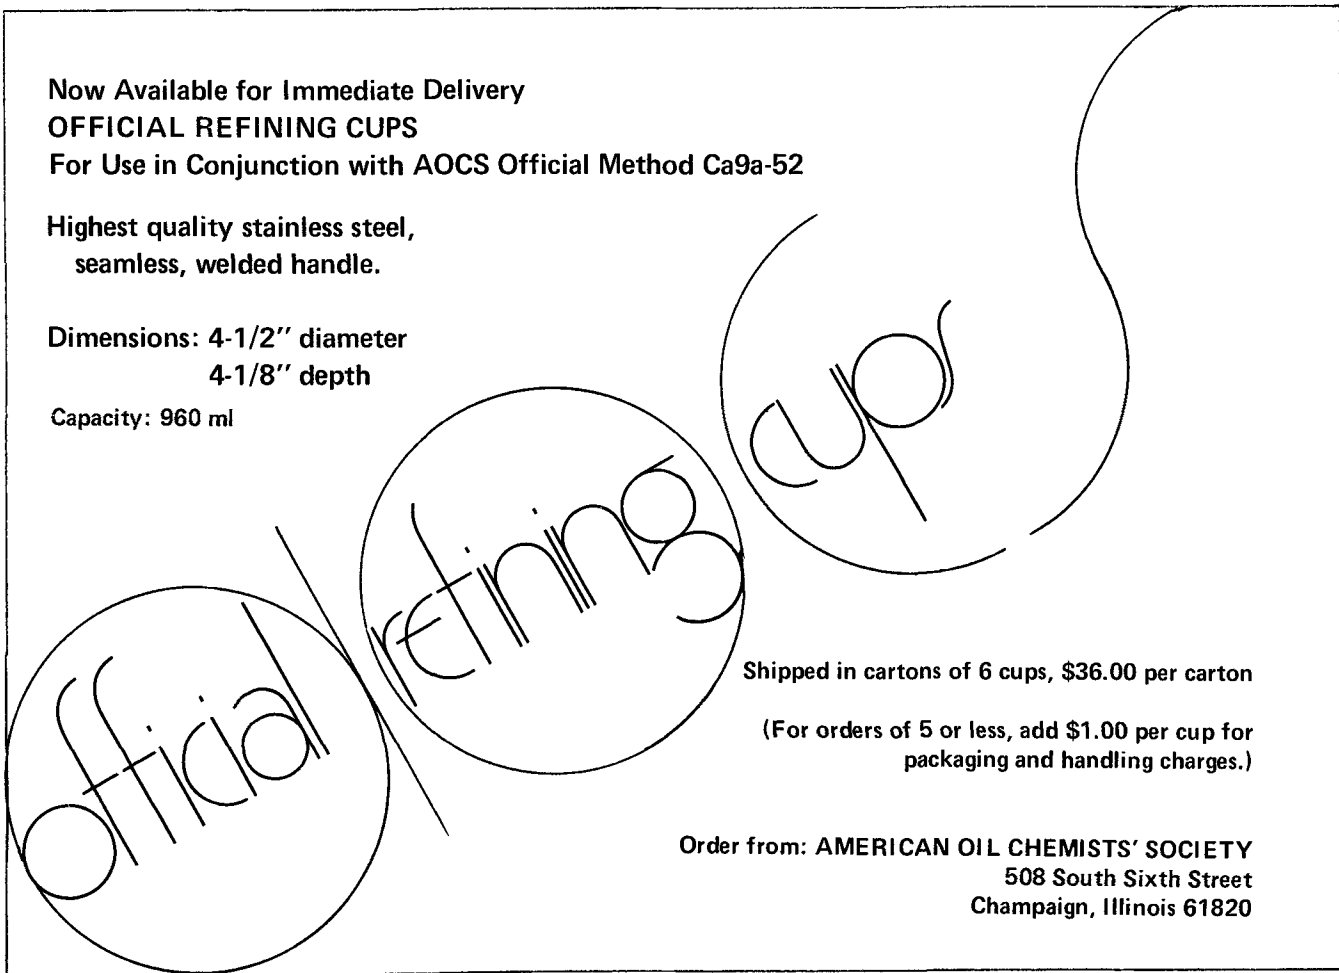 Now Available for Immediate Delivery
OFFICIAL REFINING CUPS
For Use in Conjunction with AOCS Official Method Ca9a-52
Highest quality stainless steel,
seamless, welded handle.
Dimensions: 4-1/2'' diameter
4-1/8'' depth
Capacity: 960 ml
official refining cups
Shipped in cartons of 6 cups, $36.00 per carton
(For orders of 5 or less, add $1.00 per cup for
packaging and handling charges.)
Order from: AMERICAN OIL CHEMISTS' SOCIETY
508 South Sixth Street
Champaign, Illinois 61820